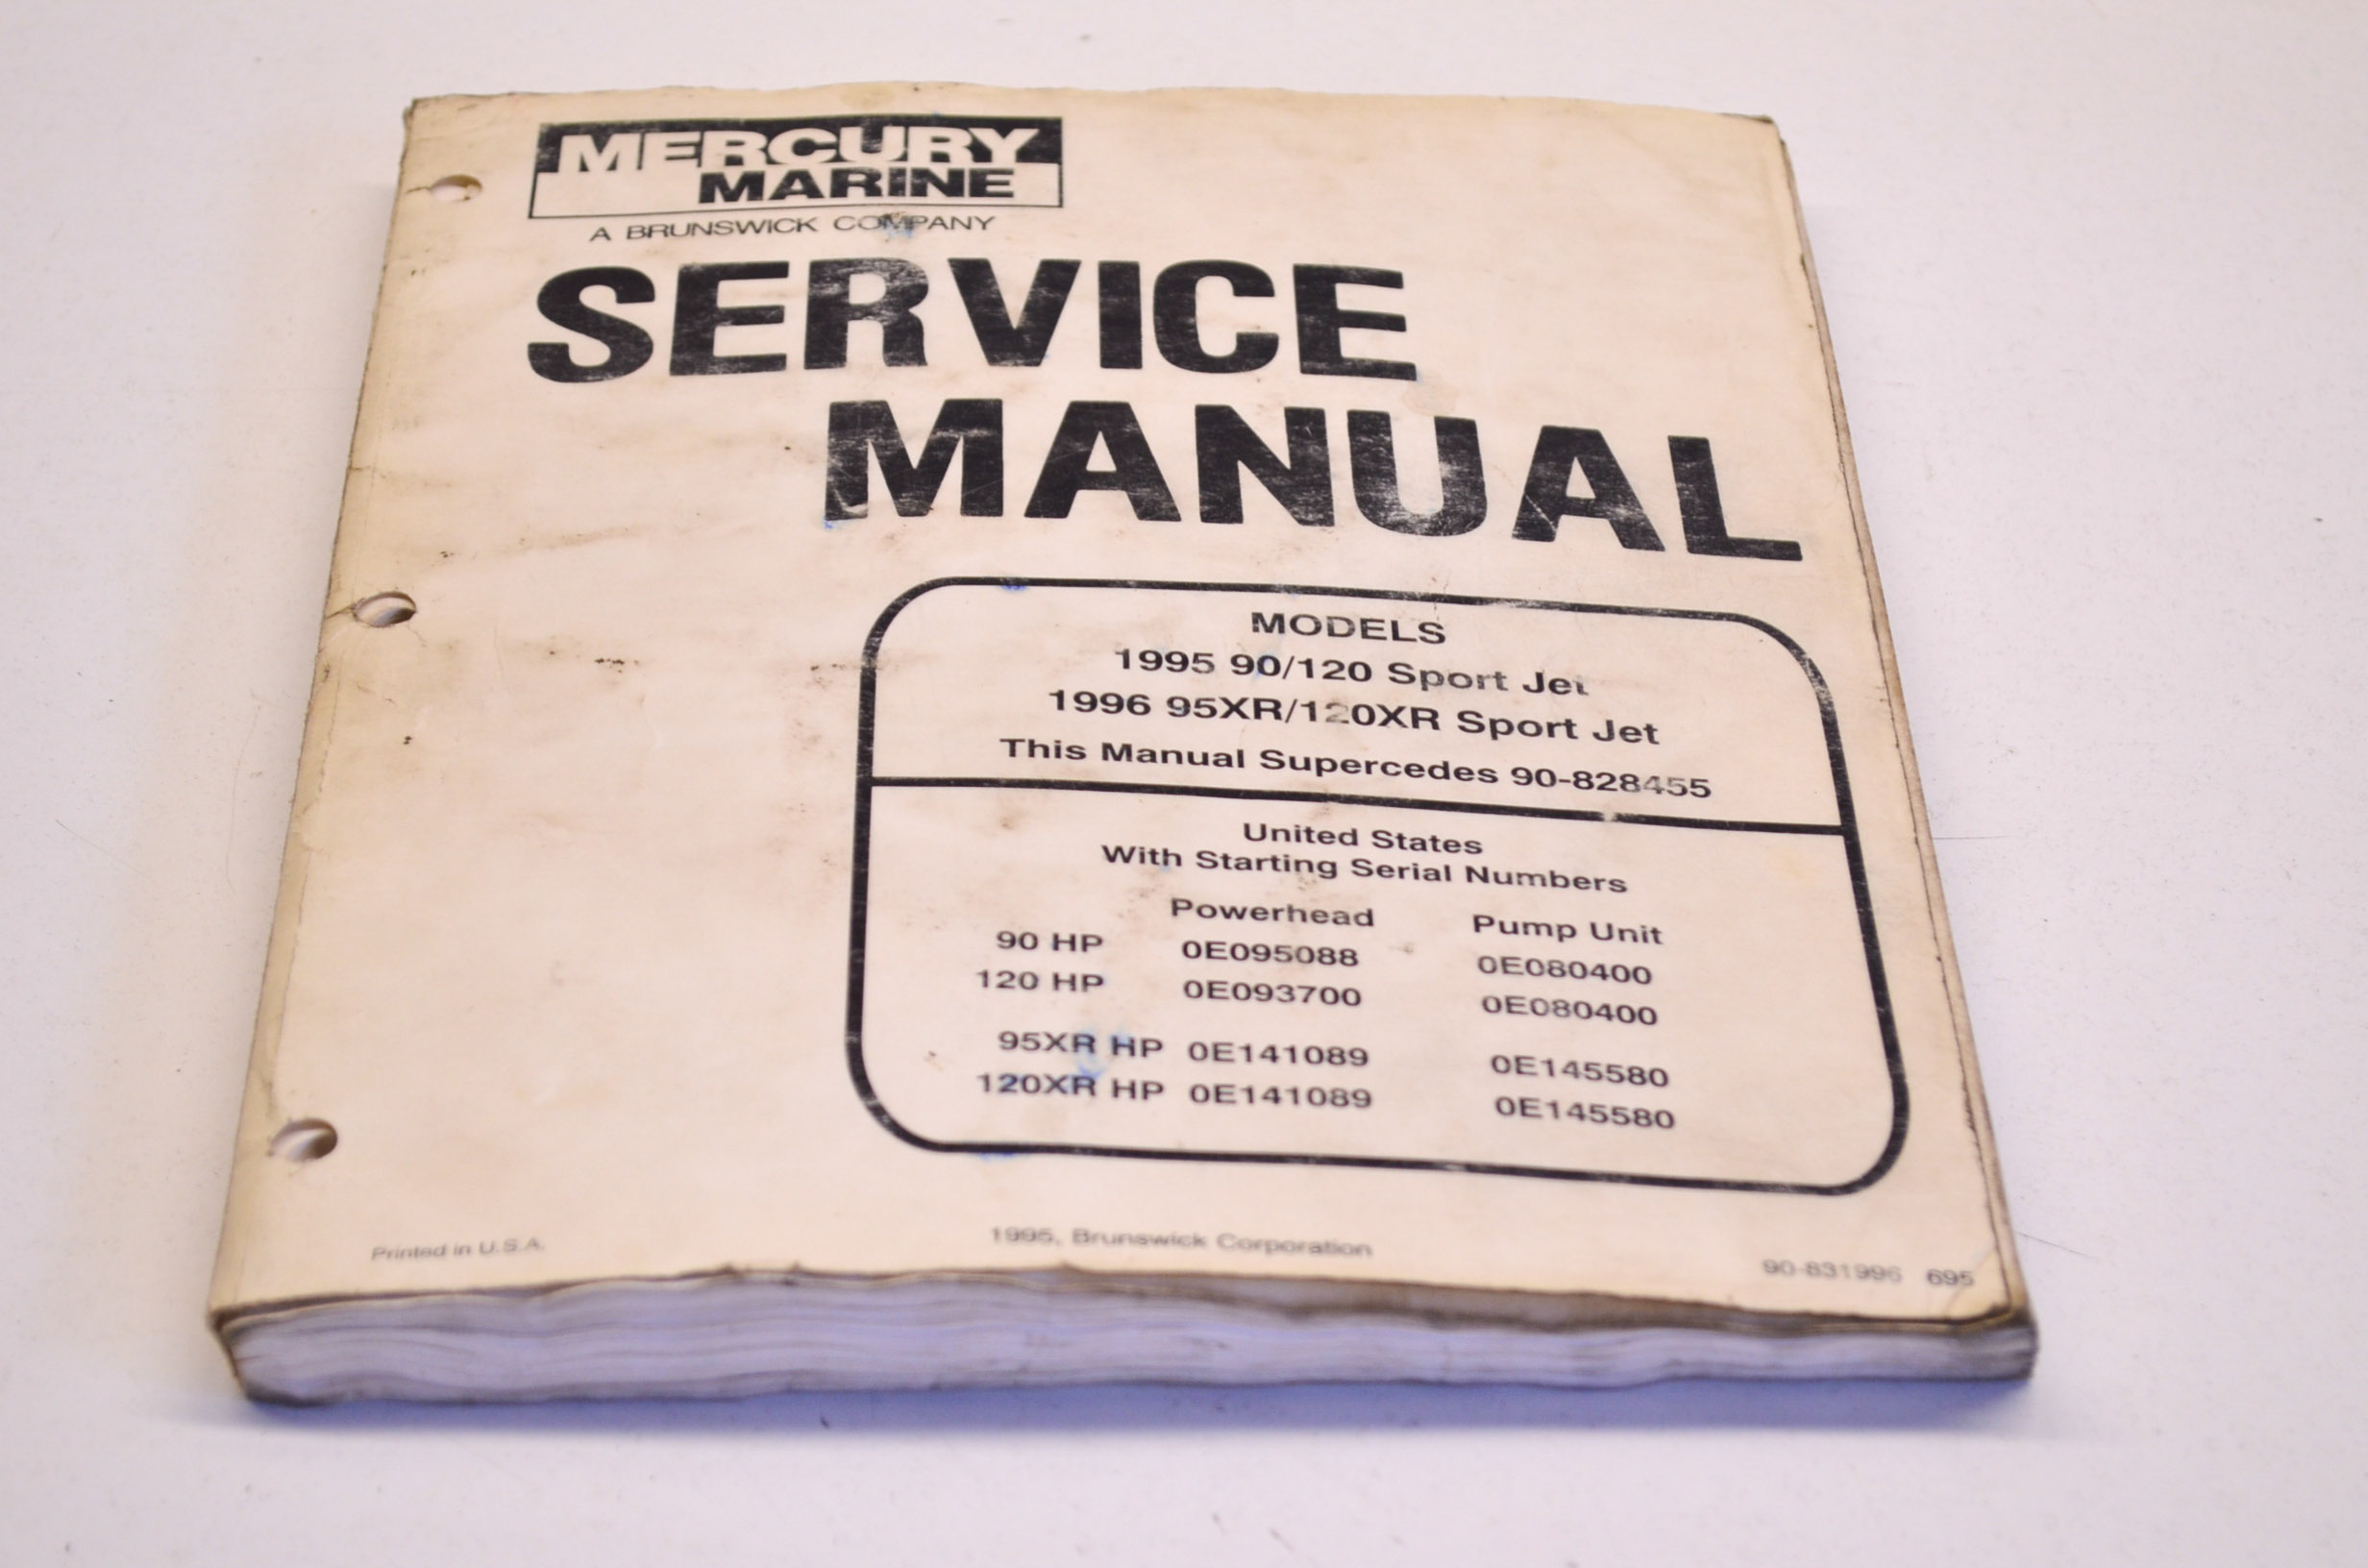 MERCURY
MARINE
A BRUNSWICK COMPANY
SERVICE
MANUAL
MODELS
1995 90/120 Sport Jet
1996 95XR/120XR Sport Jet
This Manual Supercedes 90-828455
United States
With Starting Serial Numbers
Powerhead Pump Unit
90 HP 0E095088 0E080400
120 HP 0E093700 0E080400
95XR HP 0E141089 0E145580
120XR HP 0E141089 0E145580
Printed in U.S.A.
1995, Brunswick Corporation
90-831996 695